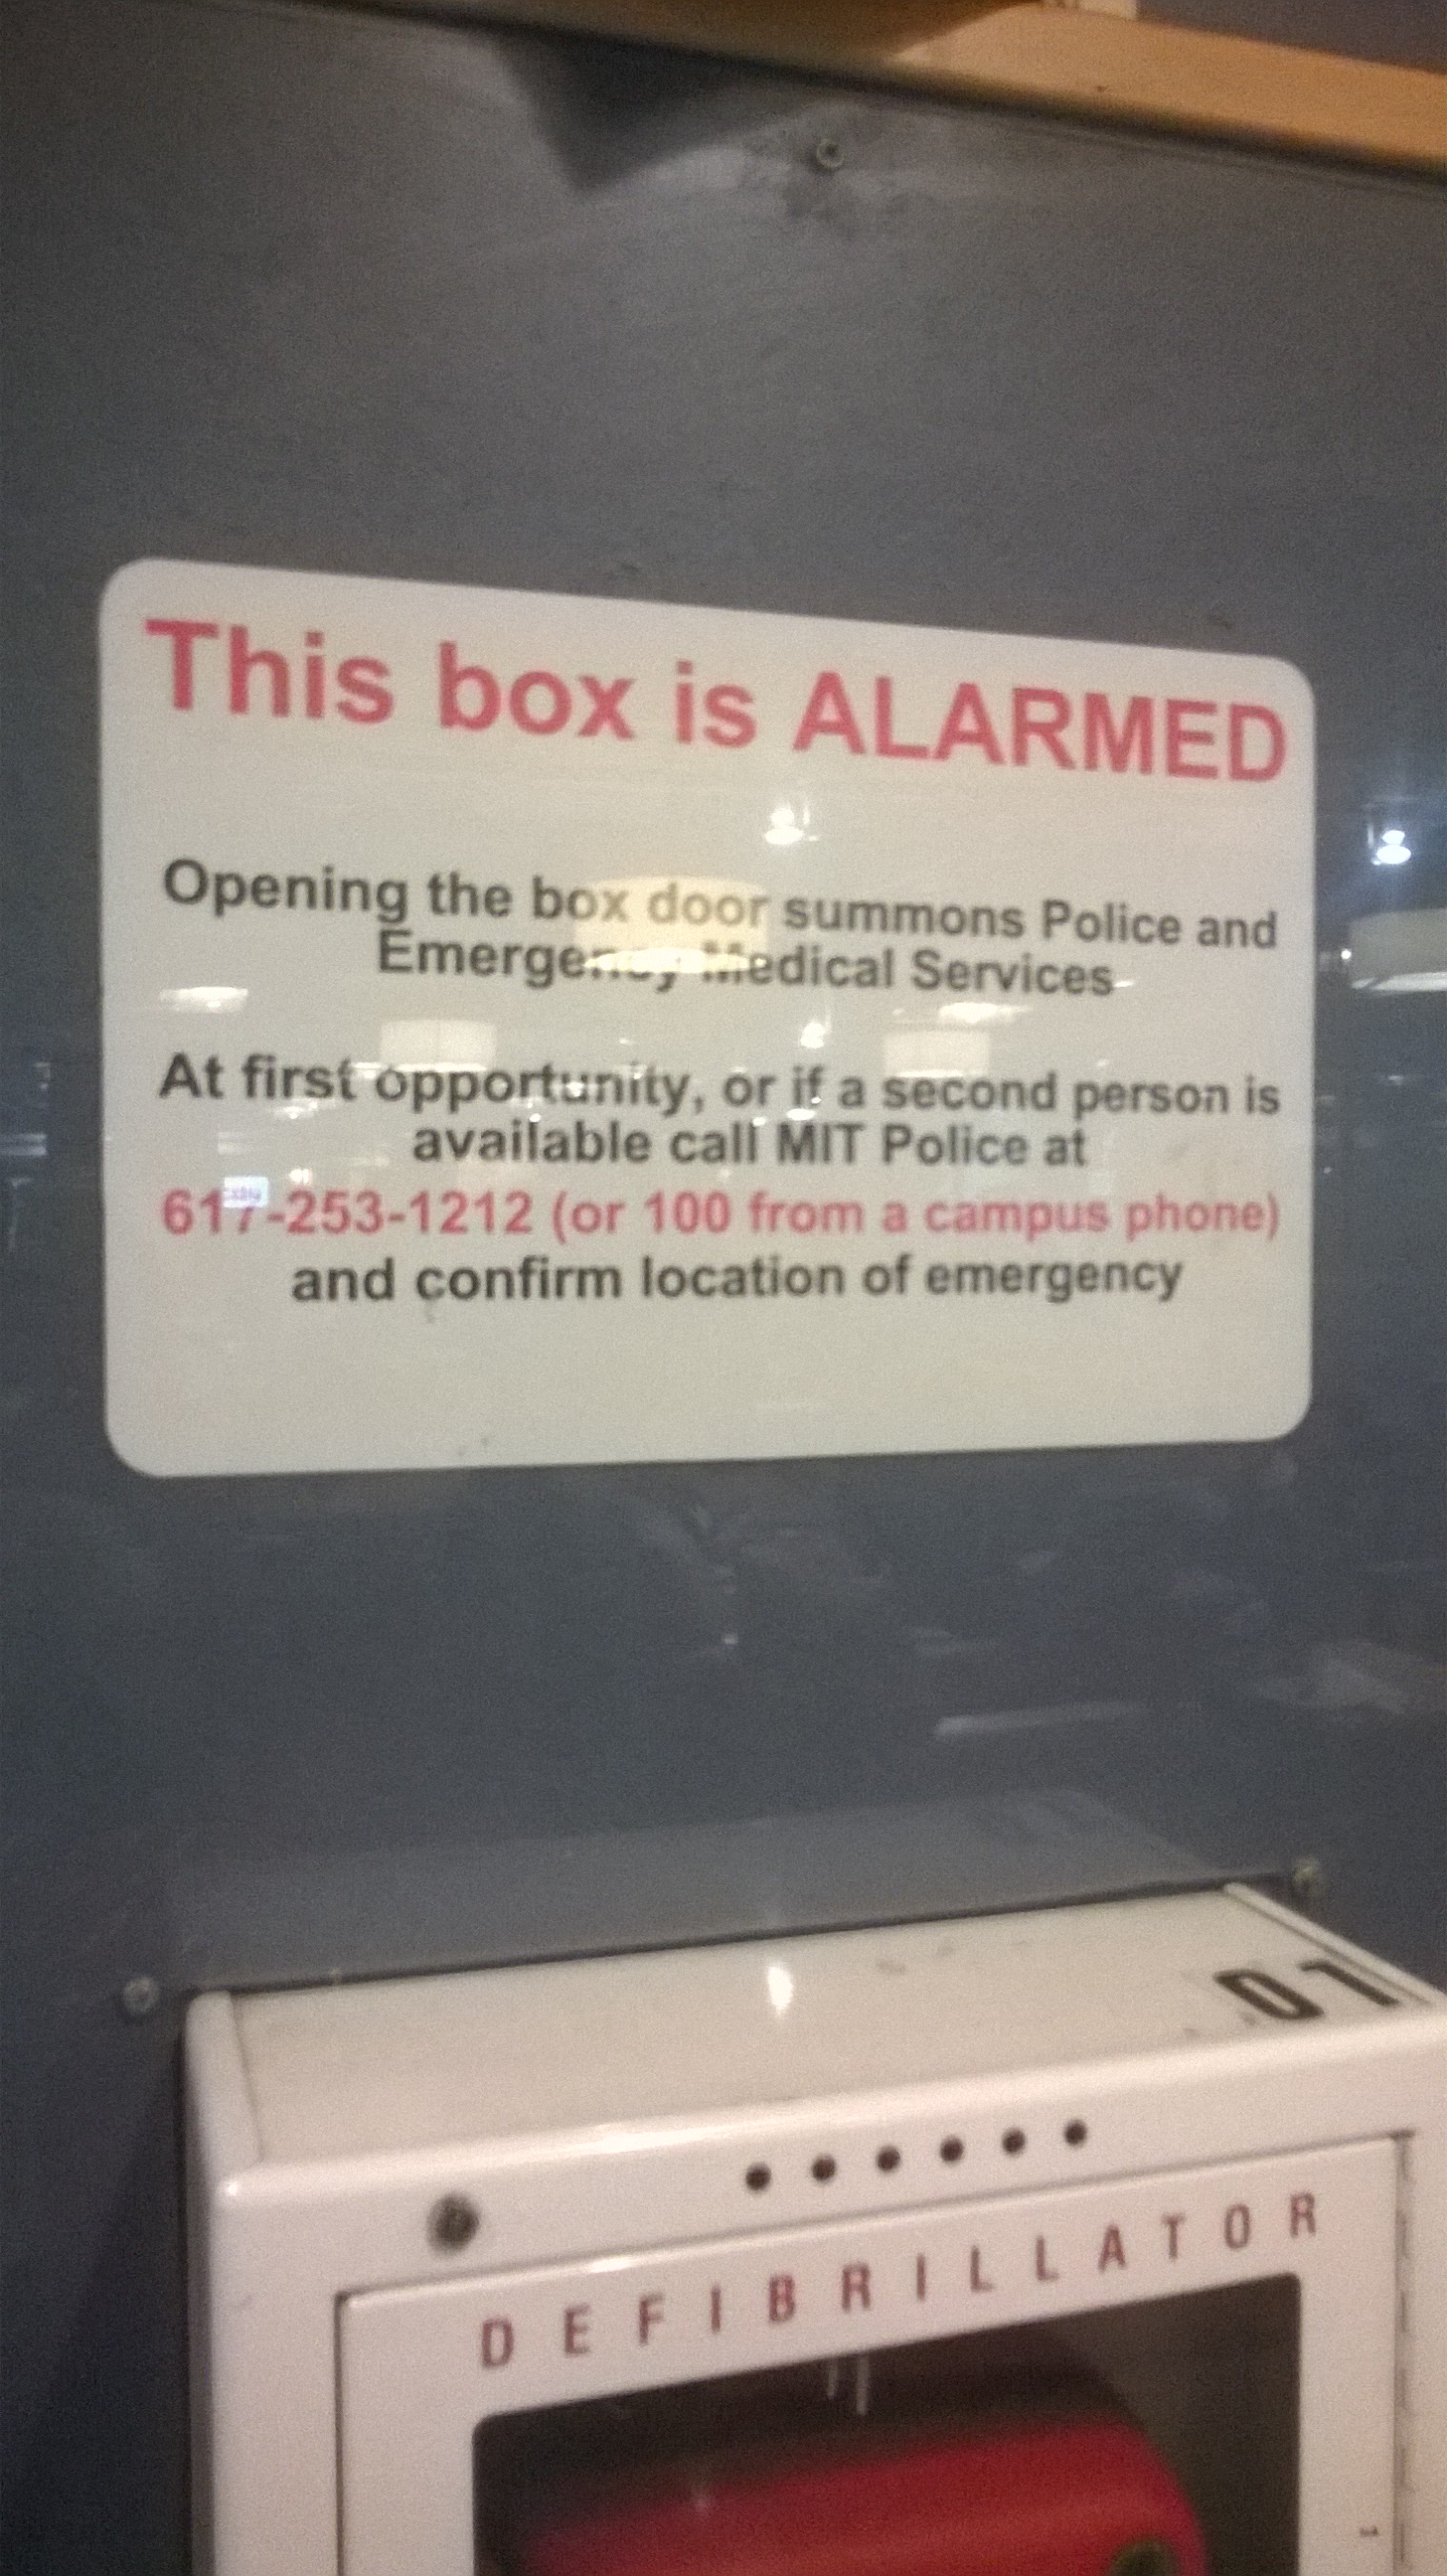 This box is ALARMED
Opening the box door summons Police and
Emergency Medical Services
At first opportunity, or if a second person is
available call MIT Police at
617-253-1212 (or 100 from a campus phone)
and confirm location of emergency
01
DEFIBRILLATOR